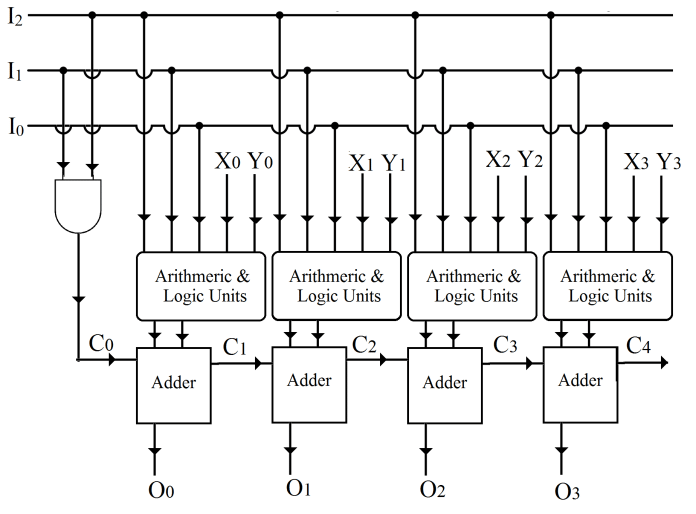 I2
I1
I0
X0 Y0 X1 Y1 X2 Y2 X3 Y3
Arithmeric &
Logic Units
Arithmeric &
Logic Units
Arithmeric &
Logic Units
Arithmeric &
Logic Units
C0 C1 C2 C3 C4
Adder Adder Adder Adder
O0 O1 O2 O3